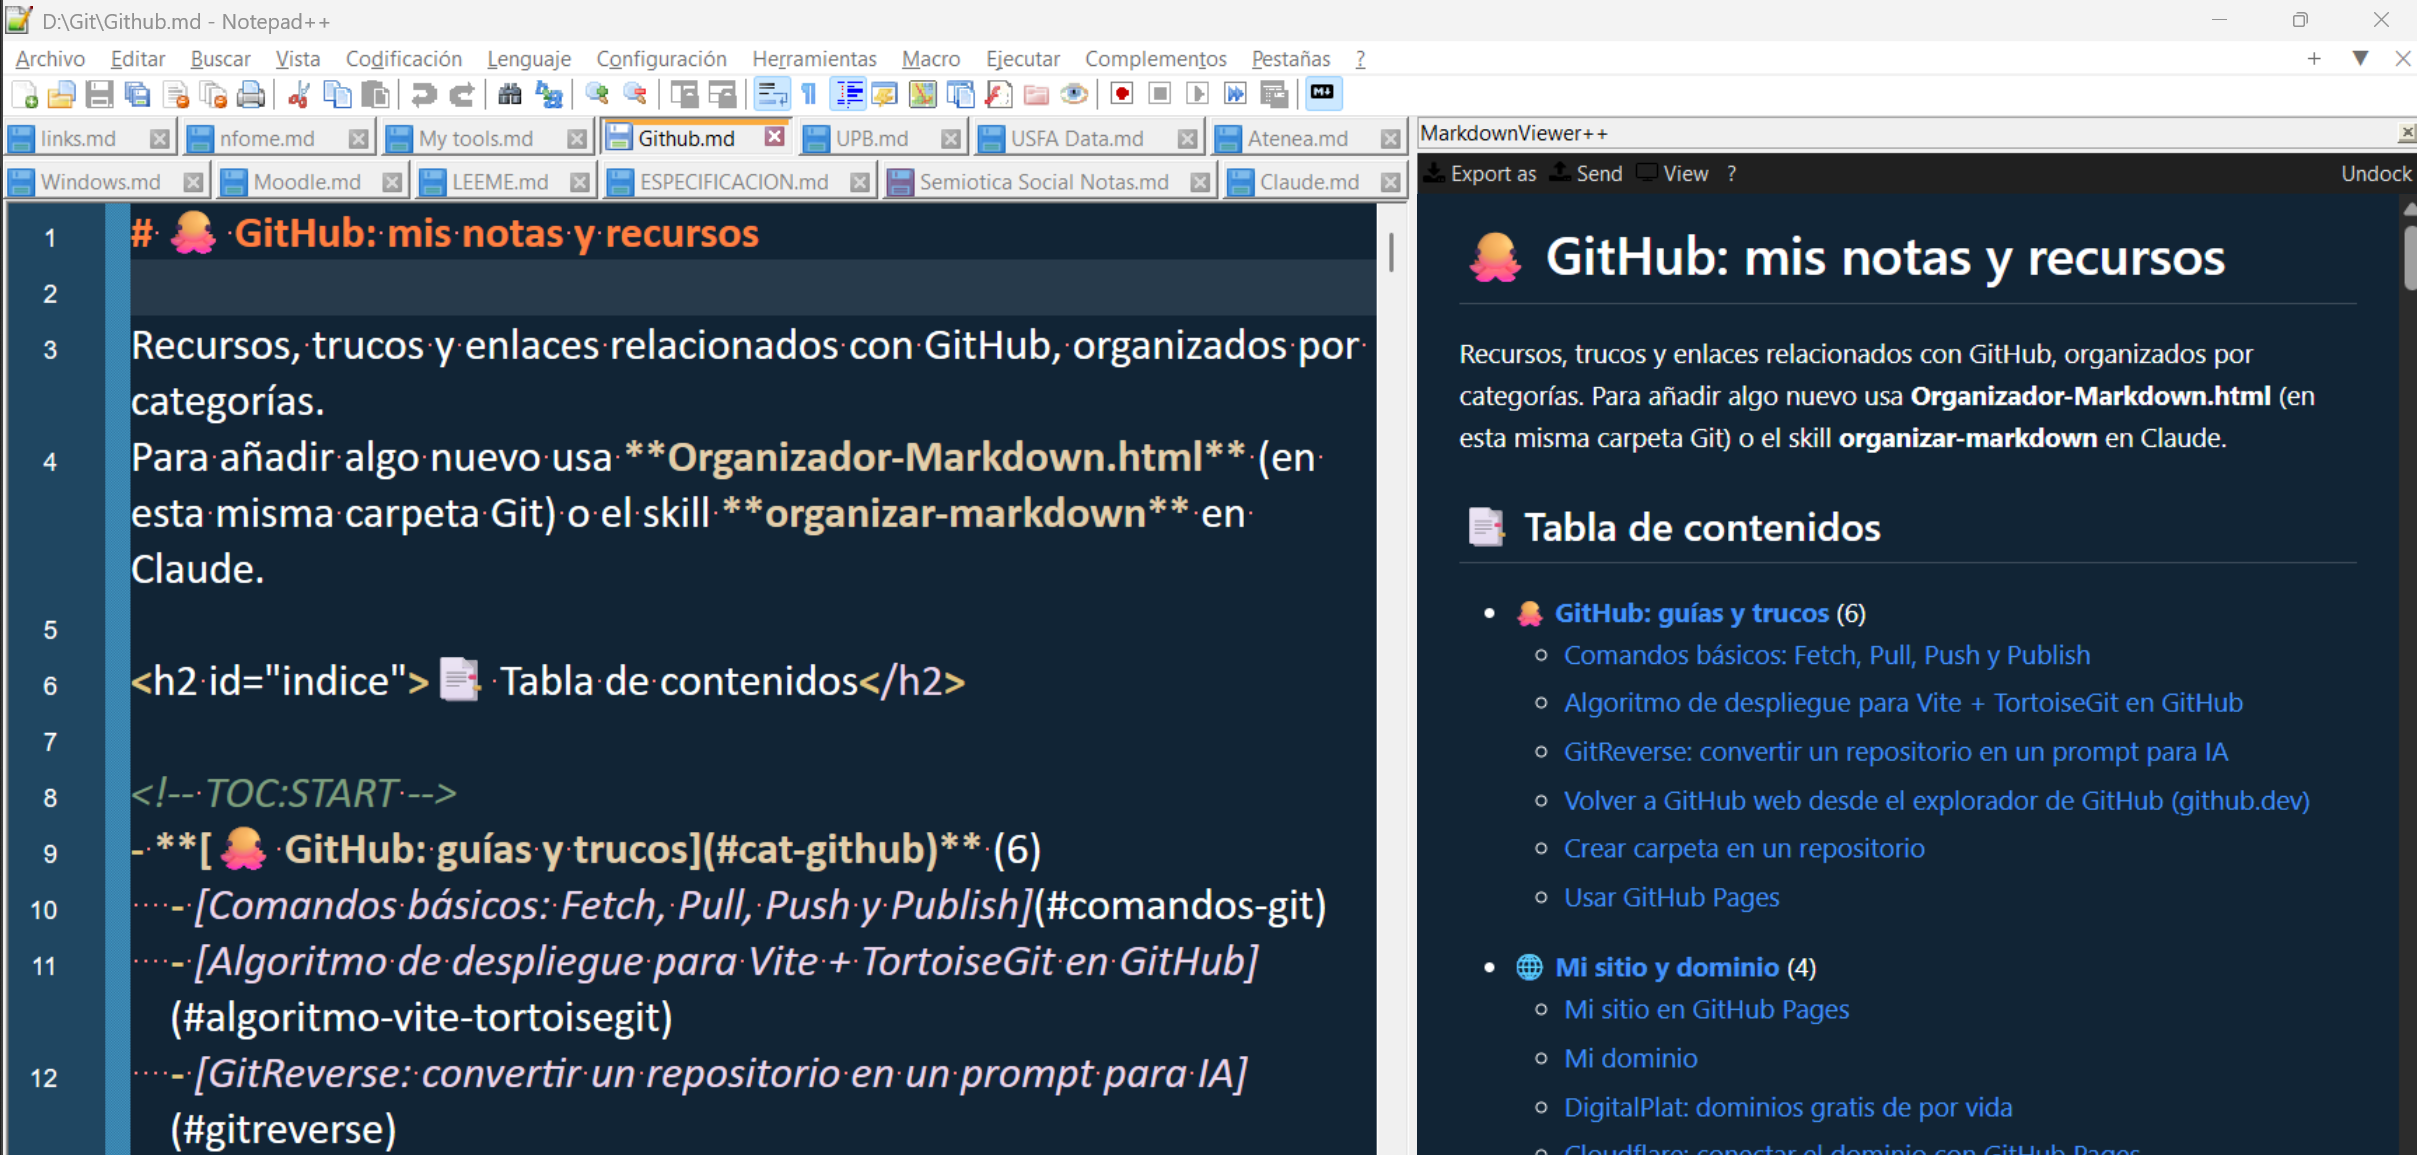 D:\Git\Github.md - Notepad++
Archivo Editar Buscar Vista Codificación Lenguaje Configuración Herramientas Macro Ejecutar Complementos Pestañas ?
links.md nfome.md My tools.md Github.md UPB.md USFA Data.md Atenea.md
Windows.md Moodle.md LEEME.md ESPECIFICACION.md Semiotica Social Notas.md Claude.md
1 # 🐙 GitHub: mis notas y recursos
2
3 Recursos, trucos y enlaces relacionados con GitHub, organizados por
categorías.
4 Para añadir algo nuevo usa **Organizador-Markdown.html** (en
esta misma carpeta Git) o el skill **organizar-markdown** en
Claude.
5
6 <h2 id="indice">📑 Tabla de contenidos</h2>
7
8 <!-- TOC:START -->
9 - **[🐙 GitHub: guías y trucos](#cat-github)** (6)
10 - [Comandos básicos: Fetch, Pull, Push y Publish](#comandos-git)
11 - [Algoritmo de despliegue para Vite + TortoiseGit en GitHub]
(#algoritmo-vite-tortoisegit)
12 - [GitReverse: convertir un repositorio en un prompt para IA]
(#gitreverse)
MarkdownViewer++
Export as Send View ? Undock
🐙 GitHub: mis notas y recursos
Recursos, trucos y enlaces relacionados con GitHub, organizados por
categorías. Para añadir algo nuevo usa Organizador-Markdown.html (en
esta misma carpeta Git) o el skill organizar-markdown en Claude.
📑 Tabla de contenidos
• 🐙 GitHub: guías y trucos (6)
Comandos básicos: Fetch, Pull, Push y Publish
Algoritmo de despliegue para Vite + TortoiseGit en GitHub
GitReverse: convertir un repositorio en un prompt para IA
Volver a GitHub web desde el explorador de GitHub (github.dev)
Crear carpeta en un repositorio
Usar GitHub Pages
• 🌐 Mi sitio y dominio (4)
Mi sitio en GitHub Pages
Mi dominio
DigitalPlat: dominios gratis de por vida
Cloudflare: conectar el dominio con GitHub Pages